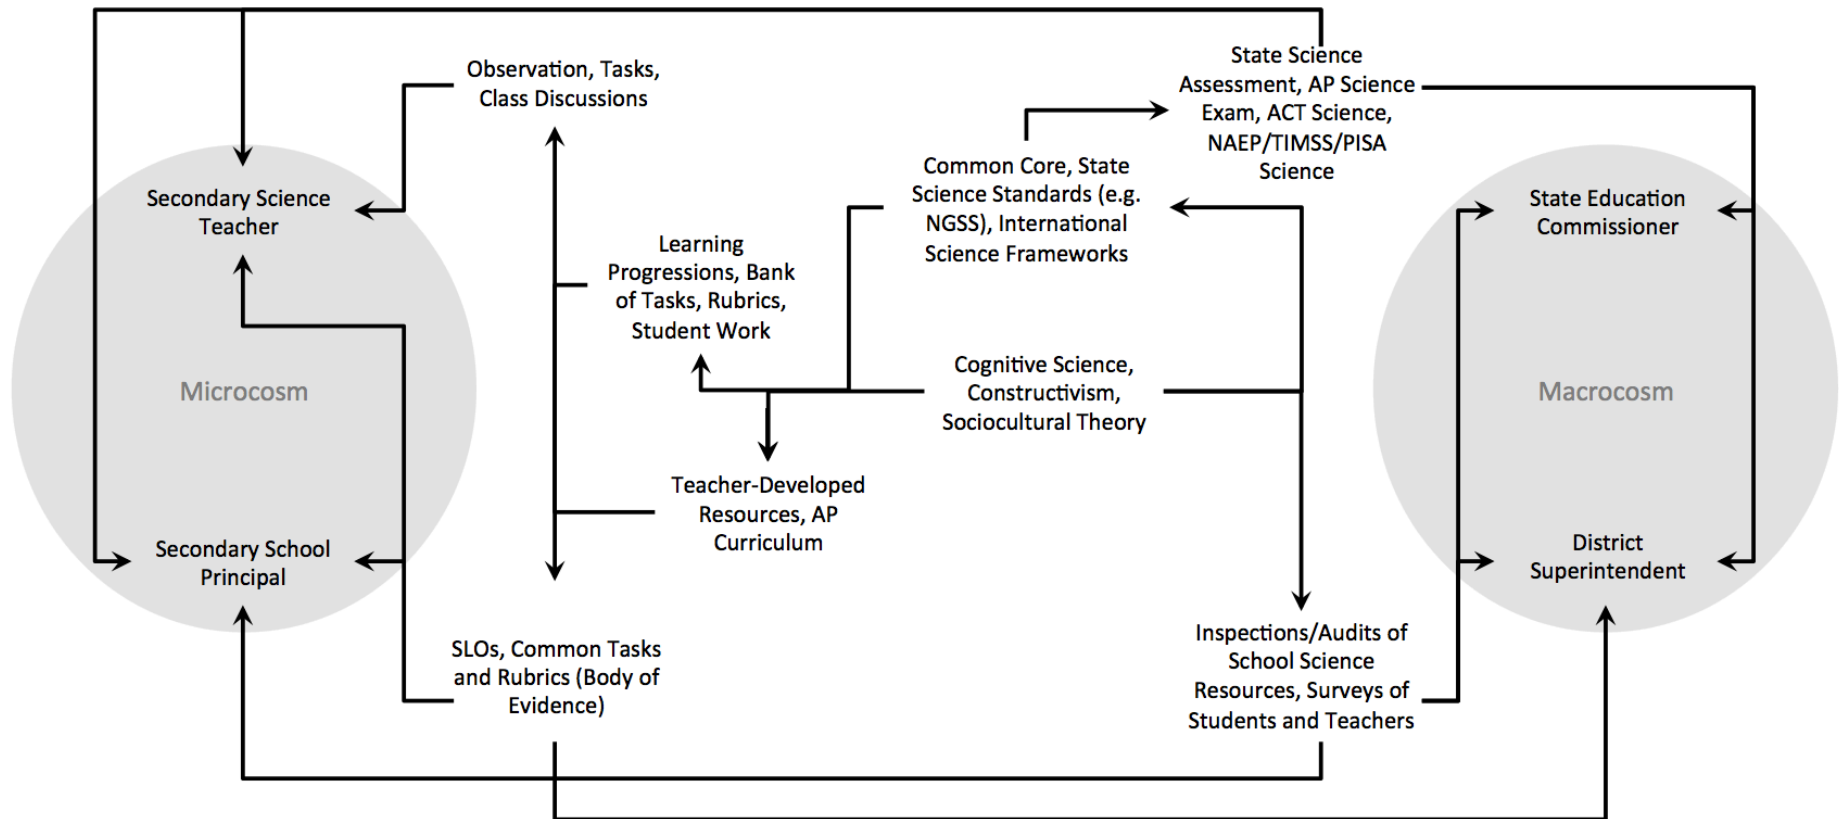 Observation, Tasks,
Class Discussions
State Science
Assessment, AP Science
Exam, ACT Science,
NAEP/TIMSS/PISA
Science
Secondary Science
Teacher
Common Core, State
Science Standards (e.g.
NGSS), International
Science Frameworks
State Education
Commissioner
Learning
Progressions, Bank
of Tasks, Rubrics,
Student Work
Microcosm
Cognitive Science,
Constructivism,
Sociocultural Theory
Macrocosm
Teacher-Developed
Resources, AP
Curriculum
Secondary School
Principal
District
Superintendent
SLOs, Common Tasks
and Rubrics (Body of
Evidence)
Inspections/Audits of
School Science
Resources, Surveys of
Students and Teachers